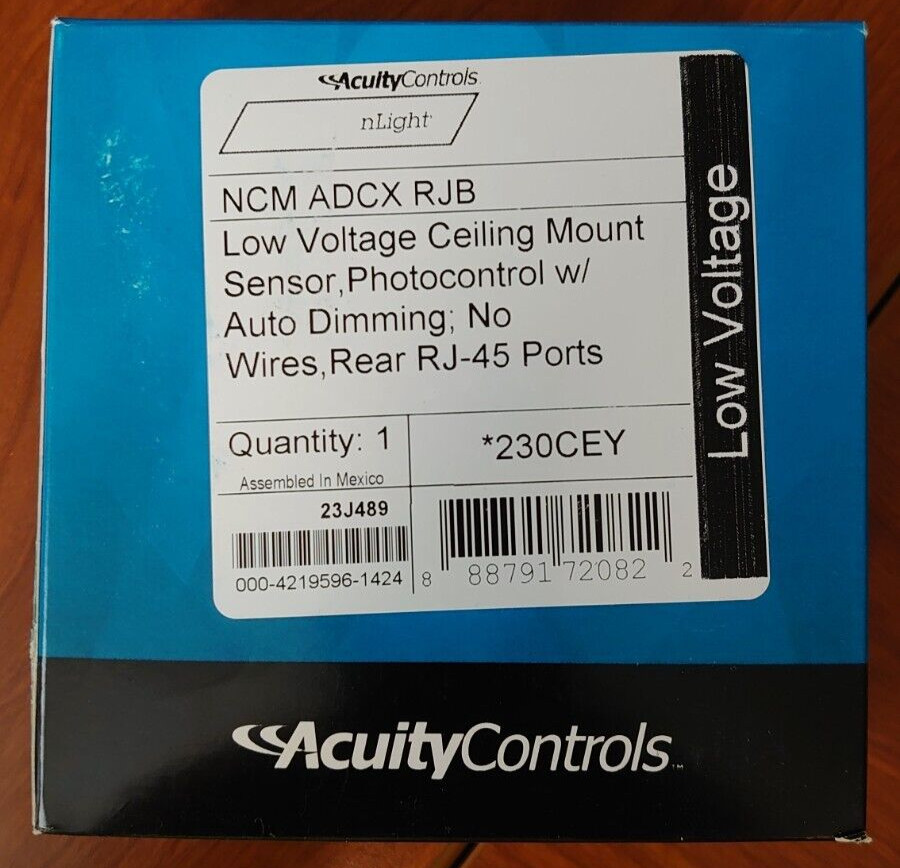 AcuityControls
nLight
NCM ADCX RJB
Low Voltage Ceiling Mount
Sensor,Photocontrol w/
Auto Dimming; No
Wires,Rear RJ-45 Ports
Low Voltage
Quantity: 1
Assembled In Mexico
*230CEY
23J489
000-4219596-1424
8 88791 72082 2
AcuityControls™